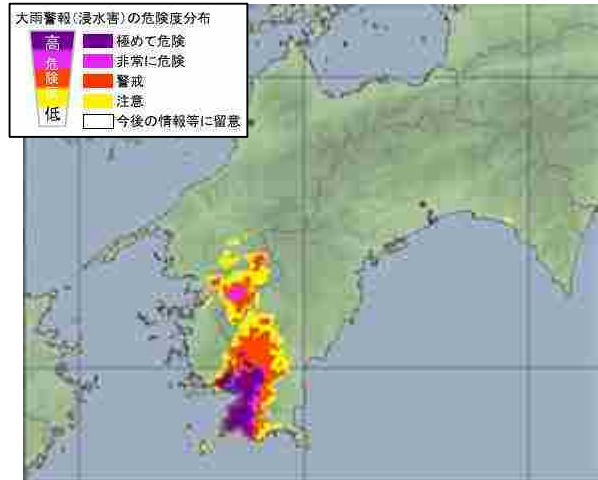 大雨警報(浸水害)の危険度分布
高
危
険
度
低
極めて危険
非常に危険
警戒
注意
今後の情報等に留意